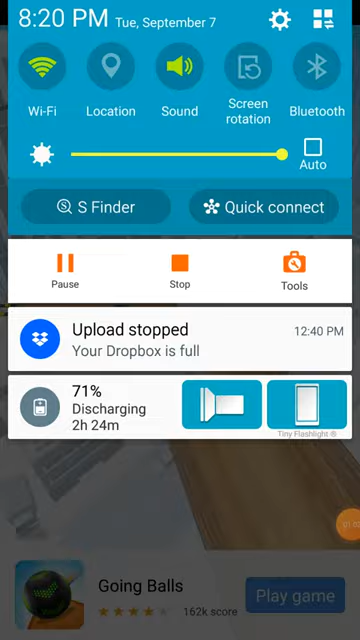 8:20 PM Tue, September 7
Wi-Fi
Location
Sound
Screen
rotation
Bluetooth
Auto
S Finder
Quick connect
Pause
Stop
Tools
Upload stopped
12:40 PM
Your Dropbox is full
71%
Discharging
2h 24m
Tiny Flashlight ®
Going Balls
162k score
Play game